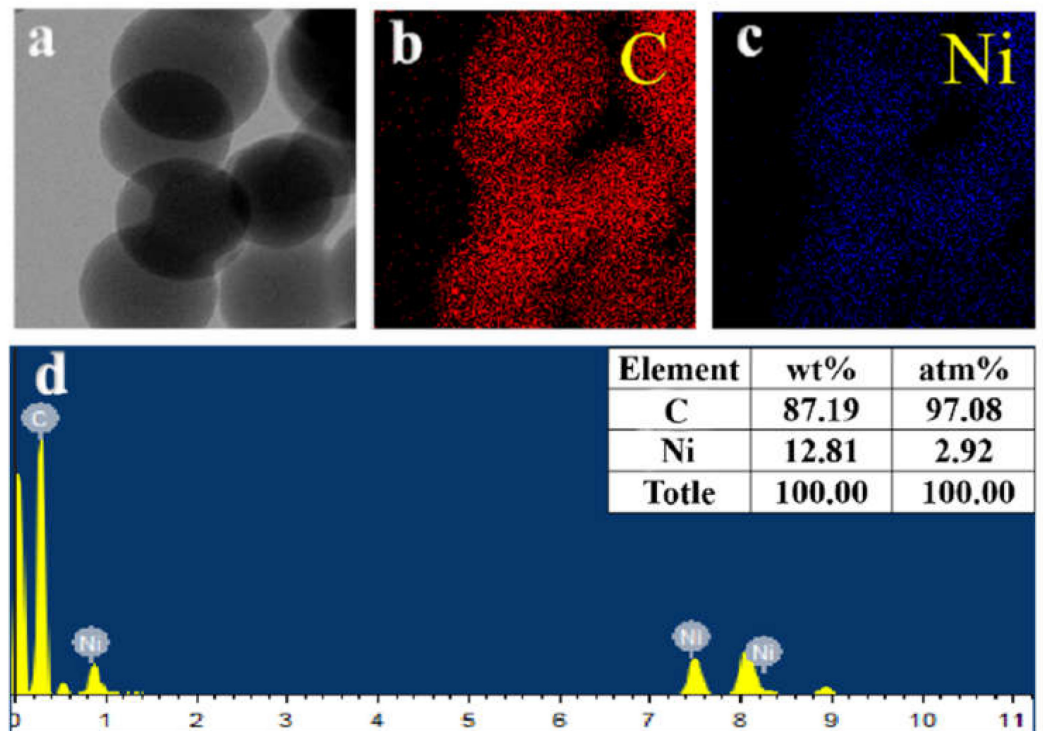 a
b
C
c
Ni
d
Element wt% atm%
C 87.19 97.08
Ni 12.81 2.92
Totle 100.00 100.00
C
Ni
Ni
Ni
0 1 2 3 4 5 6 7 8 9 10 11